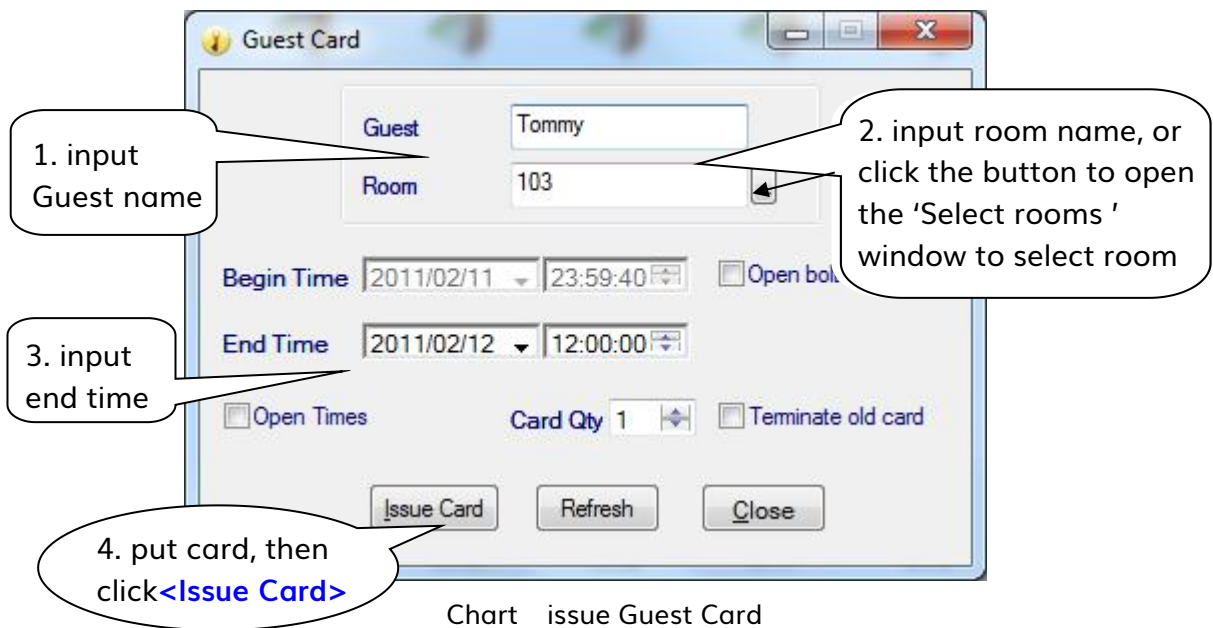 Guest Card
1. input
Guest name
Guest
Tommy
Room
103
2. input room name, or
click the button to open
the ‘Select rooms ’
window to select room
Begin Time 2011/02/11 23:59:40 Open
3. input
end time
End Time 2011/02/12 12:00:00
Open Times Card Qty 1 Terminate old card
Issue Card Refresh Close
4. put card, then
click<Issue Card>
Chart issue Guest Card